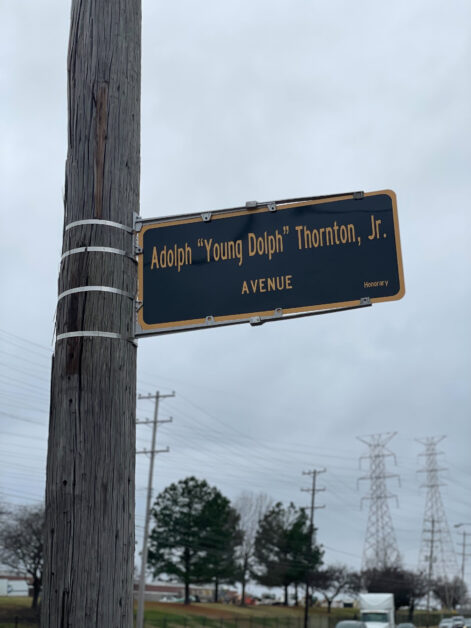 Adolph “Young Dolph” Thornton, Jr.
AVENUE
Honorary